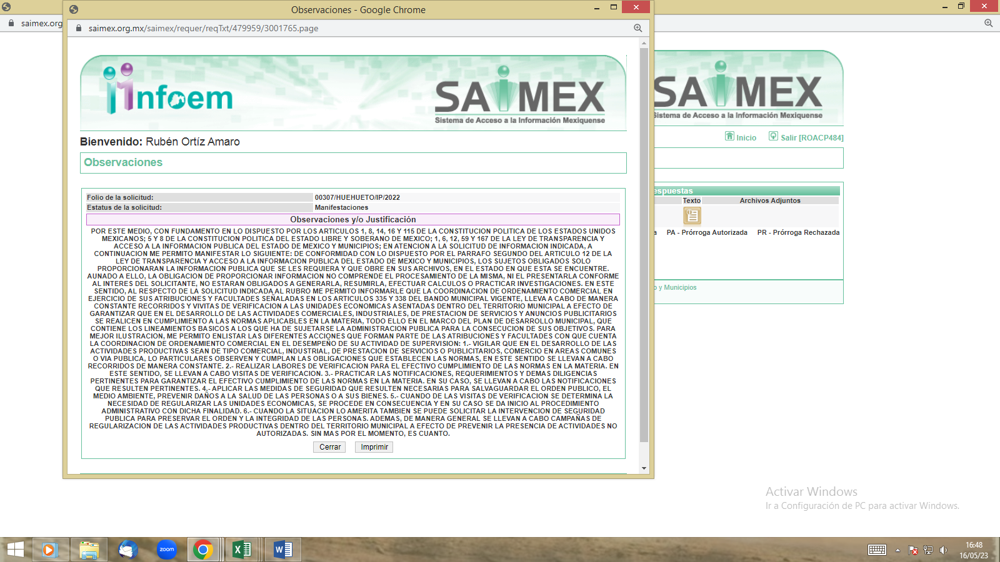 Observaciones - Google Chrome
saimex.org
saimex.org.mx/saimex/requer/reqTxt/479959/3001765.page
infoem
SAIMEX
Sistema de Acceso a la Información Mexiquense
SAIMEX
Sistema de Acceso a la Información Mexiquense
Bienvenido: Rubén Ortíz Amaro
Inicio
Salir [ROACP484]
Observaciones
Folio de la solicitud:
00307/HUEHUETO/IP/2022
Estatus de la solicitud:
Manifestaciones
Observaciones y/o Justificación
POR ESTE MEDIO, CON FUNDAMENTO EN LO DISPUESTO POR LOS ARTICULOS 1, 8, 14, 16 Y 115 DE LA CONSTITUCION POLITICA DE LOS ESTADOS UNIDOS
MEXICANOS; 5 Y 8 DE LA CONSTITUCION POLITICA DEL ESTADO LIBRE Y SOBERANO DE MEXICO; 1, 6, 12, 59 Y 167 DE LA LEY DE TRANSPARENCIA Y
ACCESO A LA INFORMACION PUBLICA DEL ESTADO DE MEXICO Y MUNICIPIOS; EN ATENCION A LA SOLICITUD DE INFORMACION INDICADA, A
CONTINUACION ME PERMITO MANIFESTAR LO SIGUIENTE: DE CONFORMIDAD CON LO DISPUESTO POR EL PARRAFO SEGUNDO DEL ARTICULO 12 DE LA
LEY DE TRANSPARENCIA Y ACCESO A LA INFORMACION PUBLICA DEL ESTADO DE MEXICO Y MUNICIPIOS, LOS SUJETOS OBLIGADOS SOLO
PROPORCIONARAN LA INFORMACION PUBLICA QUE SE LES REQUIERA Y QUE OBRE EN SUS ARCHIVOS, EN EL ESTADO EN QUE ESTA SE ENCUENTRE.
AUNADO A ELLO, LA OBLIGACION DE PROPORCIONAR INFORMACION NO COMPRENDE EL PROCESAMIENTO DE LA MISMA, NI EL PRESENTARLA CONFORME
AL INTERES DEL SOLICITANTE, NO ESTARAN OBLIGADOS A GENERARLA, RESUMIRLA, EFECTUAR CALCULOS O PRACTICAR INVESTIGACIONES. EN ESTE
SENTIDO, AL RESPECTO DE LA SOLICITUD INDICADA AL RUBRO ME PERMITO INFORMARLE QUE LA COORDINACION DE ORDENAMIENTO COMERCIAL EN
EJERCICIO DE SUS ATRIBUCIONES Y FACULTADES SEÑALADAS EN LOS ARTICULOS 335 Y 338 DEL BANDO MUNICIPAL VIGENTE, LLEVA A CABO DE MANERA
CONSTANTE RECORRIDOS Y VIVITAS DE VERIFICACION A LAS UNIDADES ECONOMICAS ASENTADAS DENTRO DEL TERRITORIO MUNICIPAL A EFECTO DE
GARANTIZAR QUE EN EL DESARROLLO DE LAS ACTIVIDADES COMERCIALES, INDUSTRIALES, DE PRESTACION DE SERVICIOS Y ANUNCIOS PUBLICITARIOS
SE REALICEN EN CUMPLIMIENTO A LAS NORMAS APLICABLES EN LA MATERIA, TODO ELLO EN EL MARCO DEL PLAN DE DESARROLLO MUNICIPAL, QUE
CONTIENE LOS LINEAMIENTOS BASICOS A LOS QUE HA DE SUJETARSE LA ADMINISTRACION PUBLICA PARA LA CONSECUCION DE SUS OBJETIVOS. PARA
MEJOR ILUSTRACION, ME PERMITO ENLISTAR LAS DIFERENTES ACCIONES QUE FORMAN PARTE DE LAS ATRIBUCIONES Y FACULTADES CON QUE CUENTA
LA COORDINACION DE ORDENAMIENTO COMERCIAL EN EL DESEMPEÑO DE SU ACTIVIDAD DE SUPERVISION: 1.- VIGILAR QUE EN EL DESARROLLO DE LAS
ACTIVIDADES PRODUCTIVAS SEAN DE TIPO COMERCIAL, INDUSTRIAL, DE PRESTACION DE SERVICIOS O PUBLICITARIOS, COMERCIO EN AREAS COMUNES
O VIA PUBLICA, LO PARTICULARES OBSERVEN Y CUMPLAN LAS OBLIGACIONES QUE ESTABLECEN LAS NORMAS, EN ESTE SENTIDO SE LLEVAN A CABO
RECORRIDOS DE MANERA CONSTANTE. 2.- REALIZAR LABORES DE VERIFICACION PARA EL EFECTIVO CUMPLIMIENTO DE LAS NORMAS EN LA MATERIA. EN
ESTE SENTIDO, SE LLEVAN A CABO VISITAS DE VERIFICACION. 3.- PRACTICAR LAS NOTIFICACIONES, REQUERIMIENTOS Y DEMAS DILIGENCIAS
PERTINENTES PARA GARANTIZAR EL EFECTIVO CUMPLIMIENTO DE LAS NORMAS EN LA MATERIA. EN SU CASO, SE LLEVAN A CABO LAS NOTIFICACIONES
QUE RESULTEN PERTINENTES. 4.- APLICAR LAS MEDIDAS DE SEGURIDAD QUE RESULTEN NECESARIAS PARA SALVAGUARDAR EL ORDEN PUBLICO, EL
MEDIO AMBIENTE, PREVENIR DAÑOS A LA SALUD DE LAS PERSONAS O A SUS BIENES. 5.- CUANDO DE LAS VISITAS DE VERIFICACION SE DETERMINA LA
NECESIDAD DE REGULARIZAR LAS UNIDADES ECONOMICAS, SE PROCEDE EN CONSECUENCIA Y EN SU CASO SE DA INICIO AL PROCEDIMIENTO
ADMINISTRATIVO CON DICHA FINALIDAD. 6.- CUANDO LA SITUACION LO AMERITA TAMBIEN SE PUEDE SOLICITAR LA INTERVENCION DE SEGURIDAD
PUBLICA PARA PRESERVAR EL ORDEN Y LA INTEGRIDAD DE LAS PERSONAS. ADEMAS, DE MANERA GENERAL SE LLEVAN A CABO CAMPAÑAS DE
REGULARIZACION DE LAS ACTIVIDADES PRODUCTIVAS DENTRO DEL TERRITORIO MUNICIPAL A EFECTO DE PREVENIR LA PRESENCIA DE ACTIVIDADES NO
AUTORIZADAS. SIN MAS POR EL MOMENTO, ES CUANTO.
Cerrar
Imprimir
espuestas
Texto
Archivos Adjuntos
a PA - Prórroga Autorizada PR - Prórroga Rechazada
o y Municipios
Activar Windows
Ir a Configuración de PC para activar Windows.
zoom
16:48
16/05/23